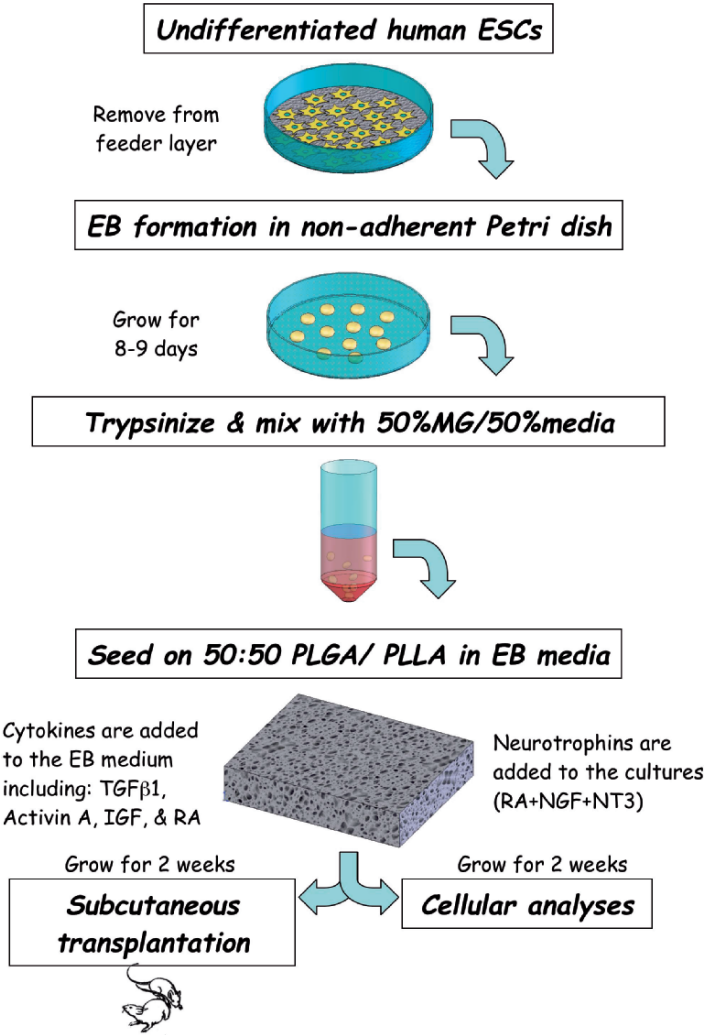 Undifferentiated human ESCs
Remove from
feeder layer
EB formation in non-adherent Petri dish
Grow for
8-9 days
Trypsinize & mix with 50%MG/50%media
Seed on 50:50 PLGA/ PLLA in EB media
Cytokines are added
to the EB medium
including: TGFβ1,
Activin A, IGF, & RA
Neurotrophins are
added to the cultures
(RA+NGF+NT3)
Grow for 2 weeks
Subcutaneous
transplantation
Grow for 2 weeks
Cellular analyses